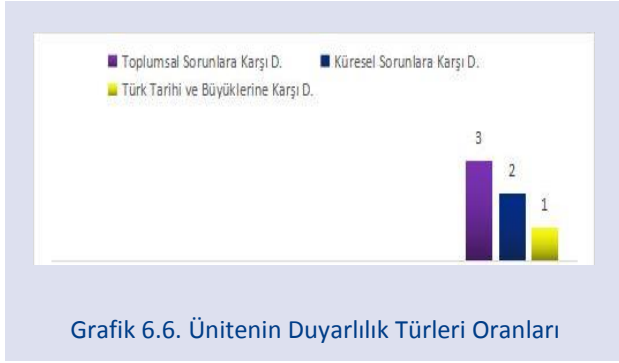 Toplumsal Sorunlara Karşı D. Küresel Sorunlara Karşı D.
Türk Tarihi ve Büyüklerine Karşı D.
3
2
1
Grafik 6.6. Ünitenin Duyarlılık Türleri Oranları